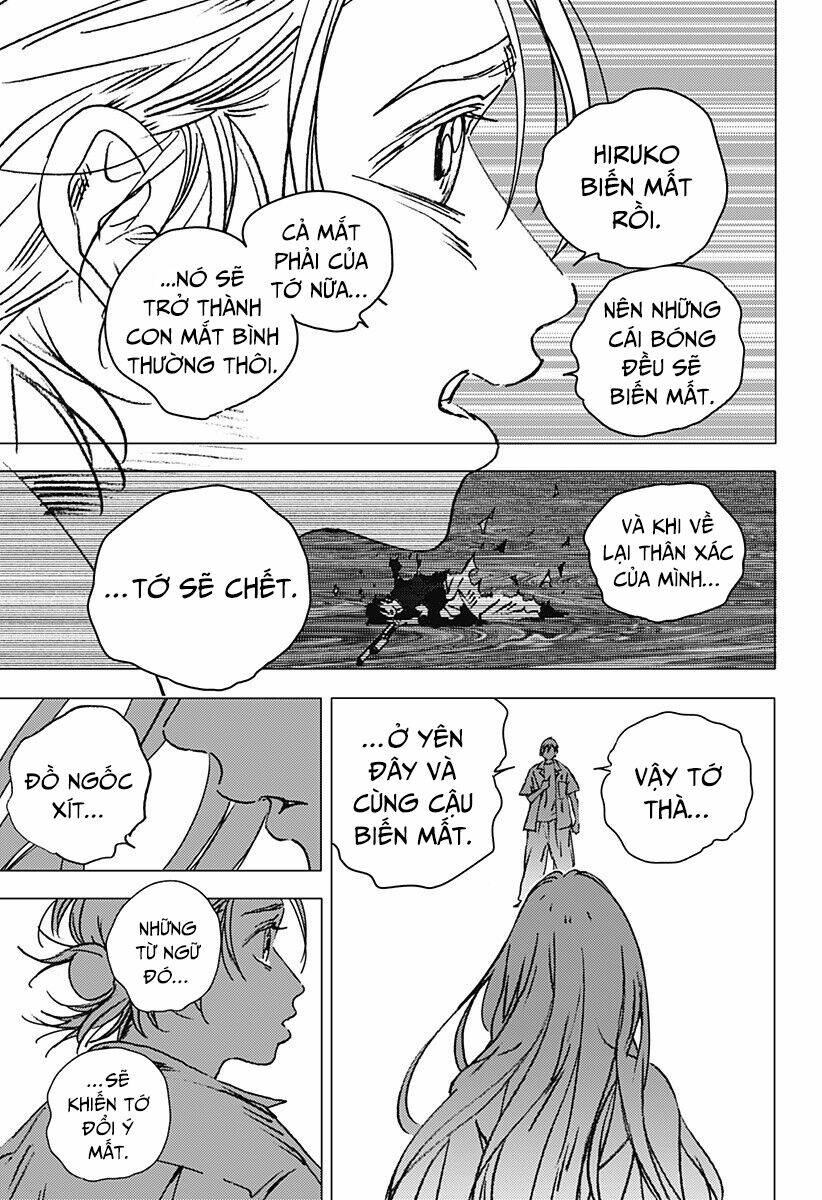 HIRUKO
BIẾN MẤT
RỒI.
NÊN NHỮNG
CÁI BÓNG
ĐỀU SẼ
BIẾN MẤT.
CẢ MẮT
PHẢI CỦA
TỚ NỮA...
...NÓ SẼ
TRỞ THÀNH
CON MẮT BÌNH
THƯỜNG THÔI.
VÀ KHI VỀ
LẠI THÂN XÁC
CỦA MÌNH...
...TỚ SẼ CHẾT.
VẬY TỚ
THÀ...
...Ở YÊN
ĐÂY VÀ
CÙNG CẬU
BIẾN MẤT.
ĐỒ NGỐC
XÍT...
NHỮNG
TỪ NGỮ
ĐÓ...
...SẼ
KHIẾN TỚ
ĐỔI Ý
MẤT.